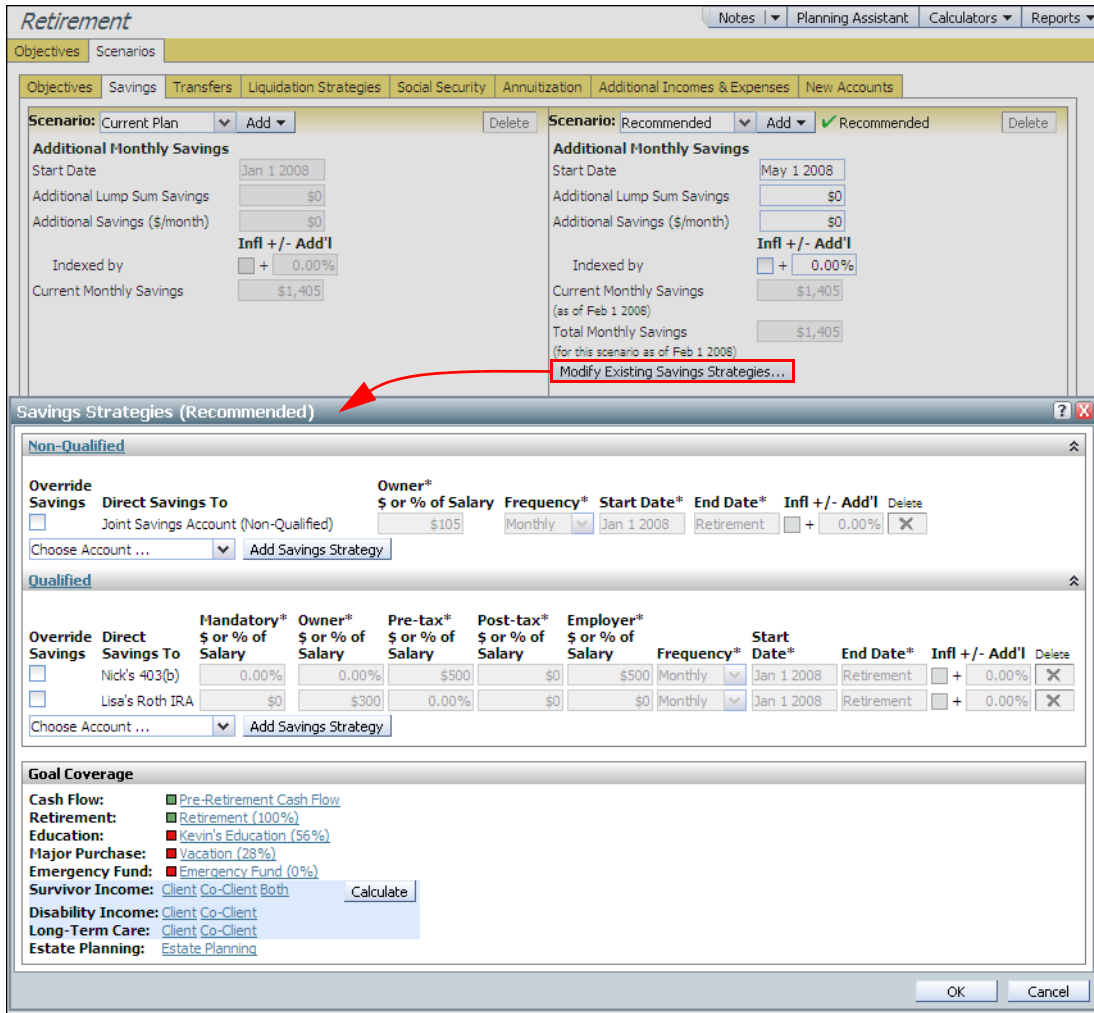 Retirement
Notes Planning Assistant Calculators Reports
Objectives Scenarios
Objectives Savings Transfers Liquidation Strategies Social Security Annuitization Additional Incomes & Expenses New Accounts
Scenario: Current Plan Add Delete
Additional Monthly Savings
Start Date Jan 1 2008
Additional Lump Sum Savings $0
Additional Savings ($/month) $0
Infl +/- Add'l
Indexed by + 0.00%
Current Monthly Savings $1,405
Scenario: Recommended Add Recommended Delete
Additional Monthly Savings
Start Date May 1 2008
Additional Lump Sum Savings $0
Additional Savings ($/month) $0
Infl +/- Add'l
Indexed by + 0.00%
Current Monthly Savings $1,405
(as of Feb 1 2008)
Total Monthly Savings $1,405
(for this scenario as of Feb 1 2008)
Modify Existing Savings Strategies...
Savings Strategies (Recommended) ? X
Non-Qualified
Override Savings Direct Savings To Owner* $ or % of Salary Frequency* Start Date* End Date* Infl +/- Add'l Delete
Joint Savings Account (Non-Qualified) $105 Monthly Jan 1 2008 Retirement + 0.00% X
Choose Account ... Add Savings Strategy
Qualified
Override Savings Direct Savings To Mandatory* $ or % of Salary Owner* $ or % of Salary Pre-tax* $ or % of Salary Post-tax* $ or % of Salary Employer* $ or % of Salary Frequency* Start Date* End Date* Infl +/- Add'l Delete
Nick's 403(b) 0.00% 0.00% $500 $0 $500 Monthly Jan 1 2008 Retirement + 0.00% X
Lisa's Roth IRA $0 $300 0.00% $0 $0 Monthly Jan 1 2008 Retirement + 0.00% X
Choose Account ... Add Savings Strategy
Goal Coverage
Cash Flow: Pre-Retirement Cash Flow
Retirement: Retirement (100%)
Education: Kevin's Education (56%)
Major Purchase: Vacation (28%)
Emergency Fund: Emergency Fund (0%)
Survivor Income: Client Co-Client Both Calculate
Disability Income: Client Co-Client
Long-Term Care: Client Co-Client
Estate Planning: Estate Planning
OK Cancel